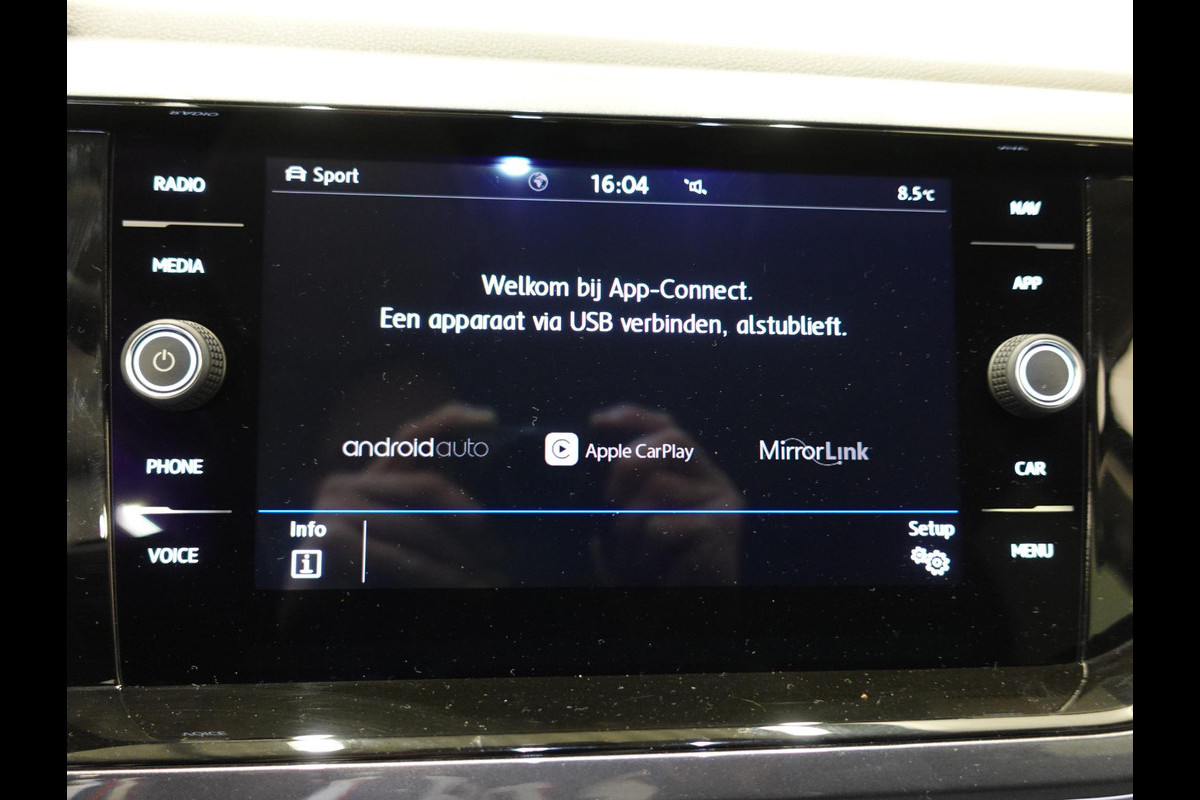 RADIO
MEDIA
PHONE
VOICE
Sport
16:04
8.5°C
Welkom bij App-Connect.
Een apparaat via USB verbinden, alstublieft.
androidauto
Apple CarPlay
MirrorLink
Info
i
Setup
NAV
APP
CAR
MENU